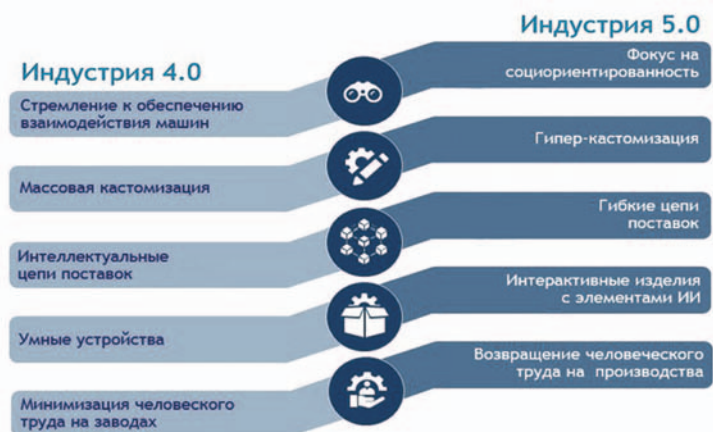 Индустрия 4.0
Стремление к обеспечению
взаимодействия машин
Массовая кастомизация
Интеллектуальные
цепи поставок
Умные устройства
Минимизация человеского
труда на заводах
Индустрия 5.0
Фокус на
социориентированность
Гипер-кастомизация
Гибкие цепи
поставок
Интерактивные изделия
с элементами ИИ
Возвращение человеческого
труда на производства